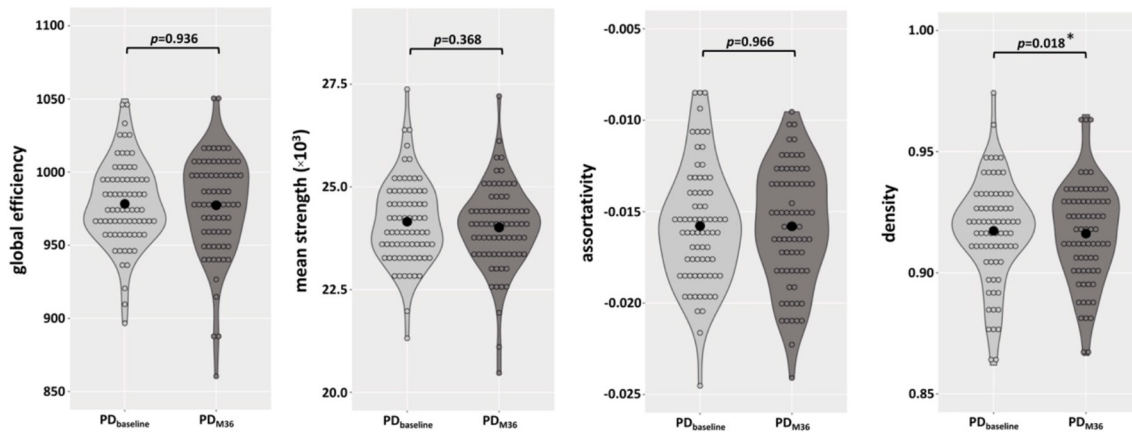 global efficiency
1100
1050
1000
950
900
850
p=0.936
PDbaseline
PDM36
mean strength (×10³)
27.5
25.0
22.5
20.0
p=0.368
PDbaseline
PDM36
assortativity
-0.005
-0.010
-0.015
-0.020
-0.025
p=0.966
PDbaseline
PDM36
density
1.00
0.95
0.90
0.85
p=0.018*
PDbaseline
PDM36